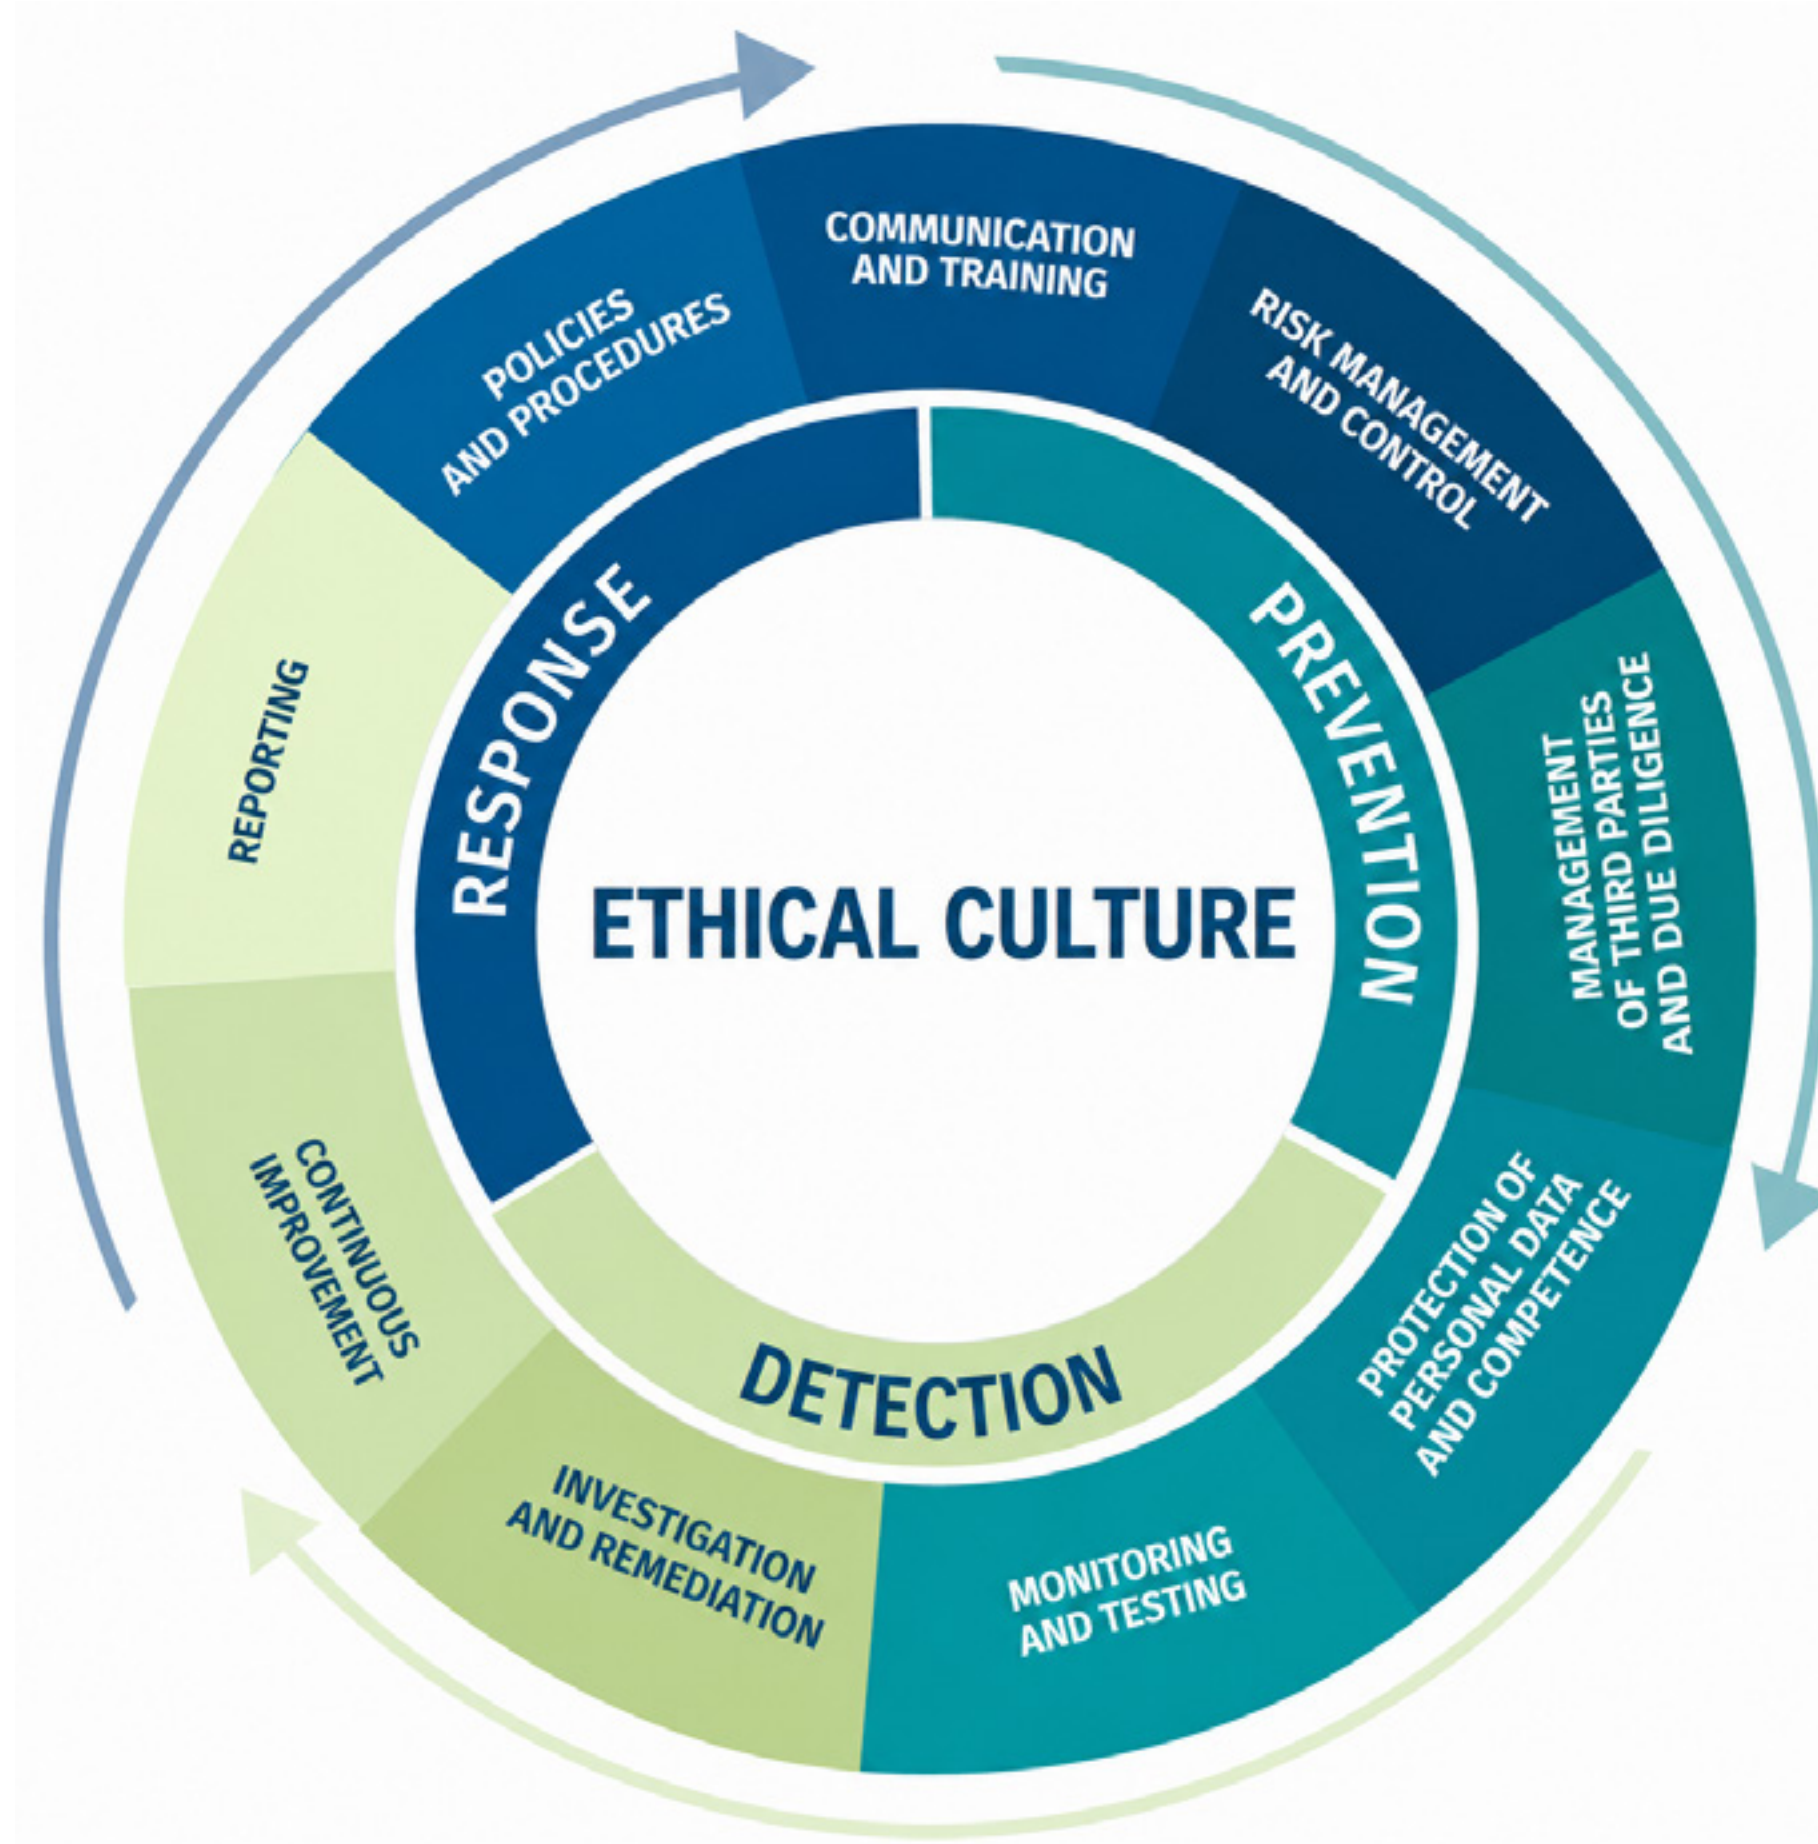 COMMUNICATION
AND TRAINING
RISK MANAGEMENT
AND CONTROL
MANAGEMENT
OF THIRD PARTIES
AND DUE DILIGENCE
PROTECTION OF
PERSONAL DATA
AND COMPETENCE
MONITORING
AND TESTING
INVESTIGATION
AND REMEDIATION
CONTINUOUS
IMPROVEMENT
REPORTING
POLICIES
AND PROCEDURES
RESPONSE
PREVENTION
DETECTION
ETHICAL CULTURE